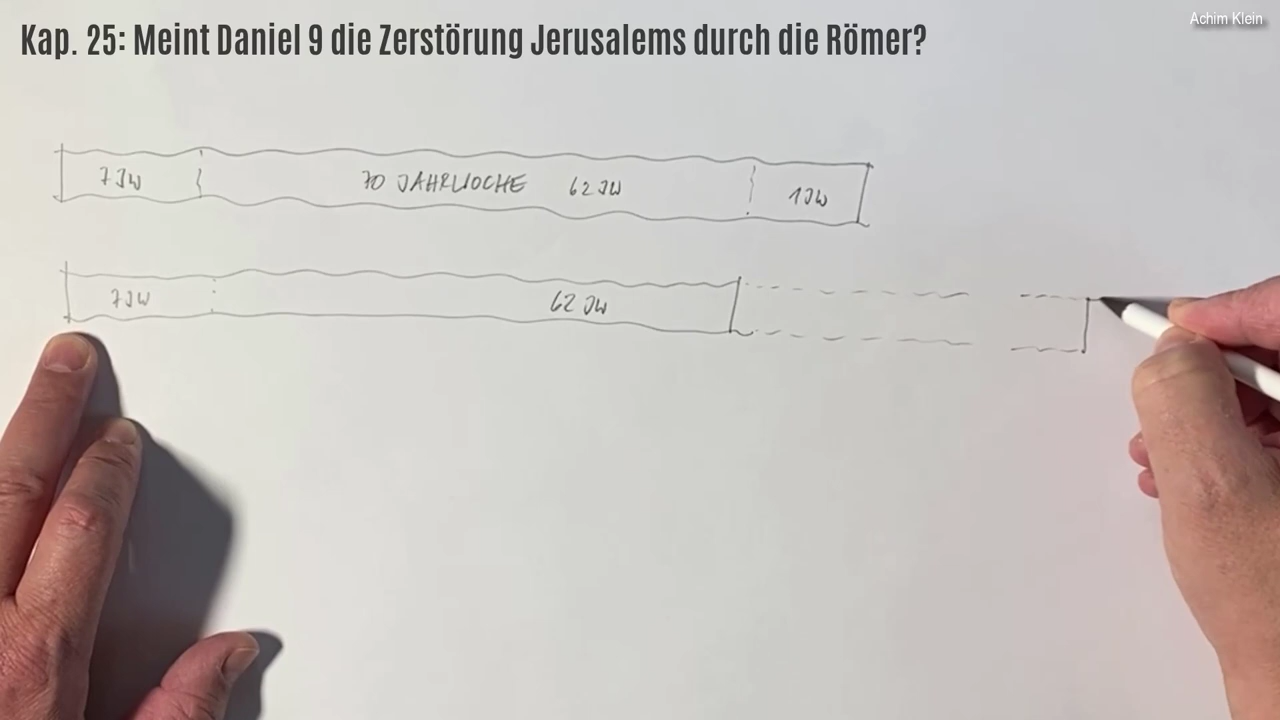 Achim Klein
Kap. 25: Meint Daniel 9 die Zerstörung Jerusalems durch die Römer?
7 JW 70 JAHRWOCHE 62 JW 1 JW
7 JW 62 JW